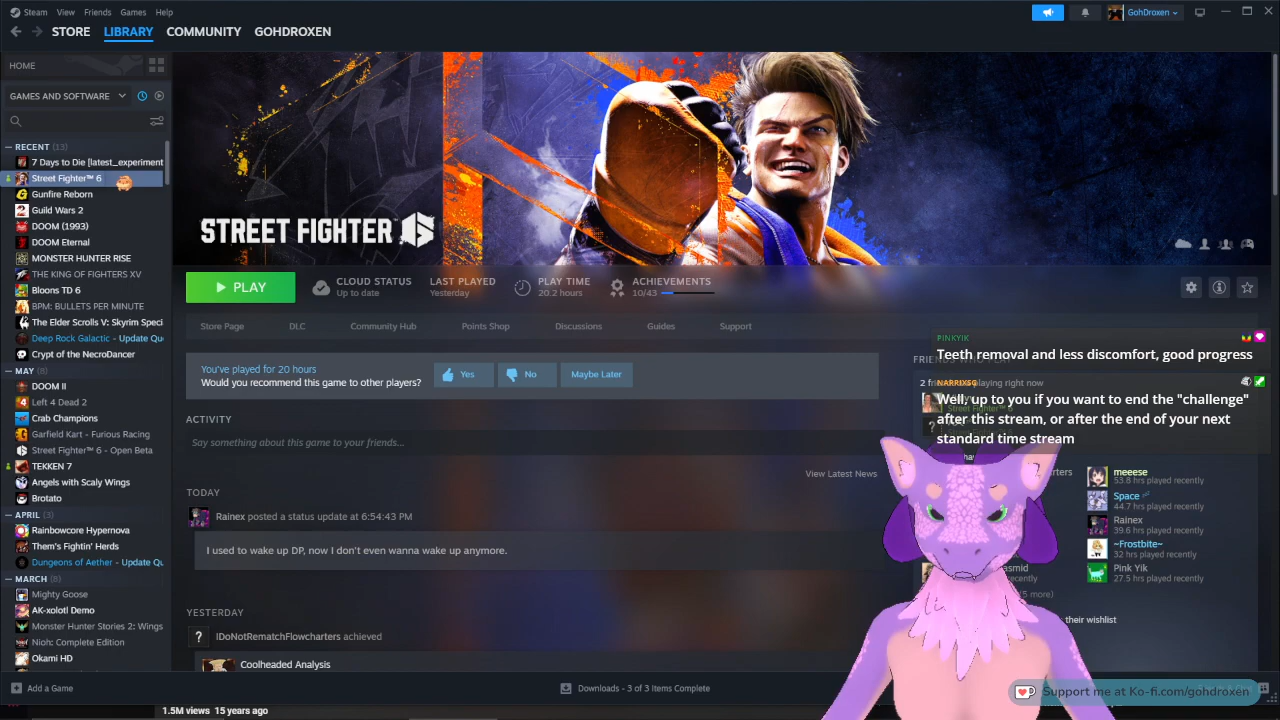 Steam View Friends Games Help
GohDroxen
STORE LIBRARY COMMUNITY GOHDROXEN
HOME
GAMES AND SOFTWARE
RECENT (13)
7 Days to Die [latest_experiment
Street Fighter™ 6
Gunfire Reborn
Guild Wars 2
DOOM (1993)
DOOM Eternal
MONSTER HUNTER RISE
THE KING OF FIGHTERS XV
Bloons TD 6
BPM: BULLETS PER MINUTE
The Elder Scrolls V: Skyrim Speci
Deep Rock Galactic - Update Qu
Crypt of the NecroDancer
MAY (8)
DOOM II
Left 4 Dead 2
Crab Champions
Garfield Kart - Furious Racing
Street Fighter™ 6 - Open Beta
TEKKEN 7
Angels with Scaly Wings
Brotato
APRIL (3)
Rainbowcore Hypernova
Them's Fightin' Herds
Dungeons of Aether - Update Qu
MARCH (8)
Mighty Goose
AK-xolotl Demo
Monster Hunter Stories 2: Wings
Nioh: Complete Edition
Okami HD
Add a Game
STREET FIGHTER 6
PLAY
CLOUD STATUS
Up to date
LAST PLAYED
Yesterday
PLAY TIME
20.2 hours
ACHIEVEMENTS
10/43
Store Page DLC Community Hub Points Shop Discussions Guides Support
You've played for 20 hours
Would you recommend this game to other players?
Yes No Maybe Later
ACTIVITY
Say something about this game to your friends...
View Latest News
TODAY
Rainex posted a status update at 6:54:43 PM
I used to wake up DP, now I don't even wanna wake up anymore.
YESTERDAY
IDoNotRematchFlowcharters achieved
Coolheaded Analysis
PINKYIK
Teeth removal and less discomfort, good progress
NARRIKSG
Well, up to you if you want to end the "challenge"
after this stream, or after the end of your next
standard time stream
FRIENDS WHO
playing right now
Street Fighter 6
meeese
53.8 hrs played recently
Space
44.7 hrs played recently
Rainex
39.6 hrs played recently
~Frostbite~
32 hrs played recently
Pink Yik
27.5 hrs played recently
(5 more)
their wishlist
Downloads - 3 of 3 Items Complete
Support me at Ko-fi.com/gohdroxen
1.5M views 15 years ago